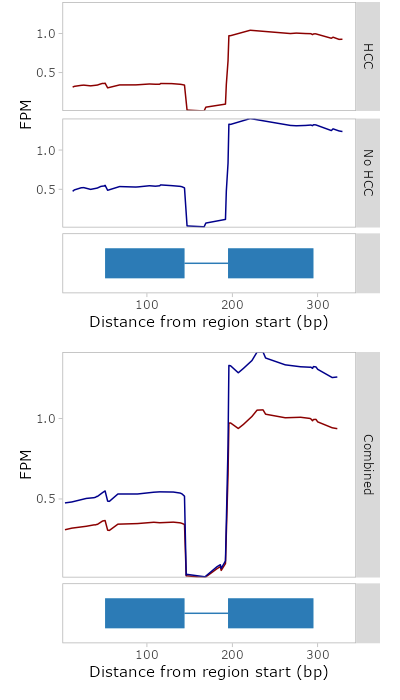 1.0
0.5
HCC
FPM
1.0
0.5
No HCC
100 200 300
Distance from region start (bp)
1.0
0.5
FPM
Combined
100 200 300
Distance from region start (bp)